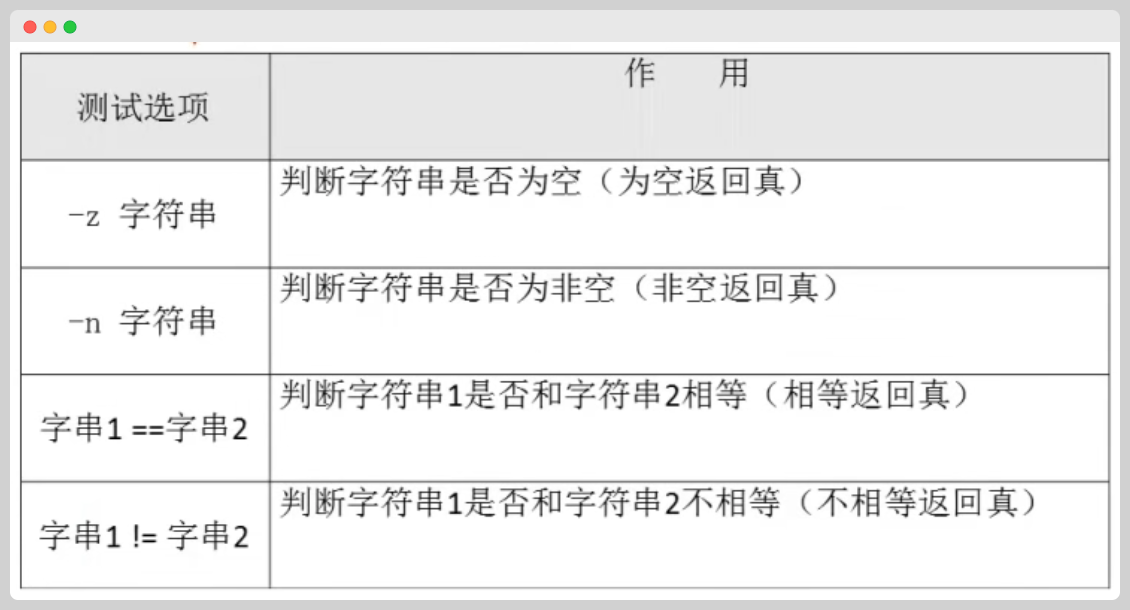 测试选项 作 用
-z 字符串 判断字符串是否为空（为空返回真）
-n 字符串 判断字符串是否为非空（非空返回真）
字串1 ==字串2 判断字符串1是否和字符串2相等（相等返回真）
字串1 != 字串2 判断字符串1是否和字符串2不相等（不相等返回真）